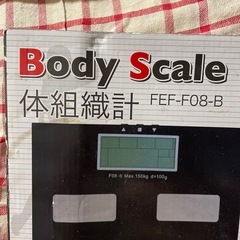 Body Scale
体組織計 FEF-F08-B
▲ ■ ▼
F08-B Max.150kg d=100g